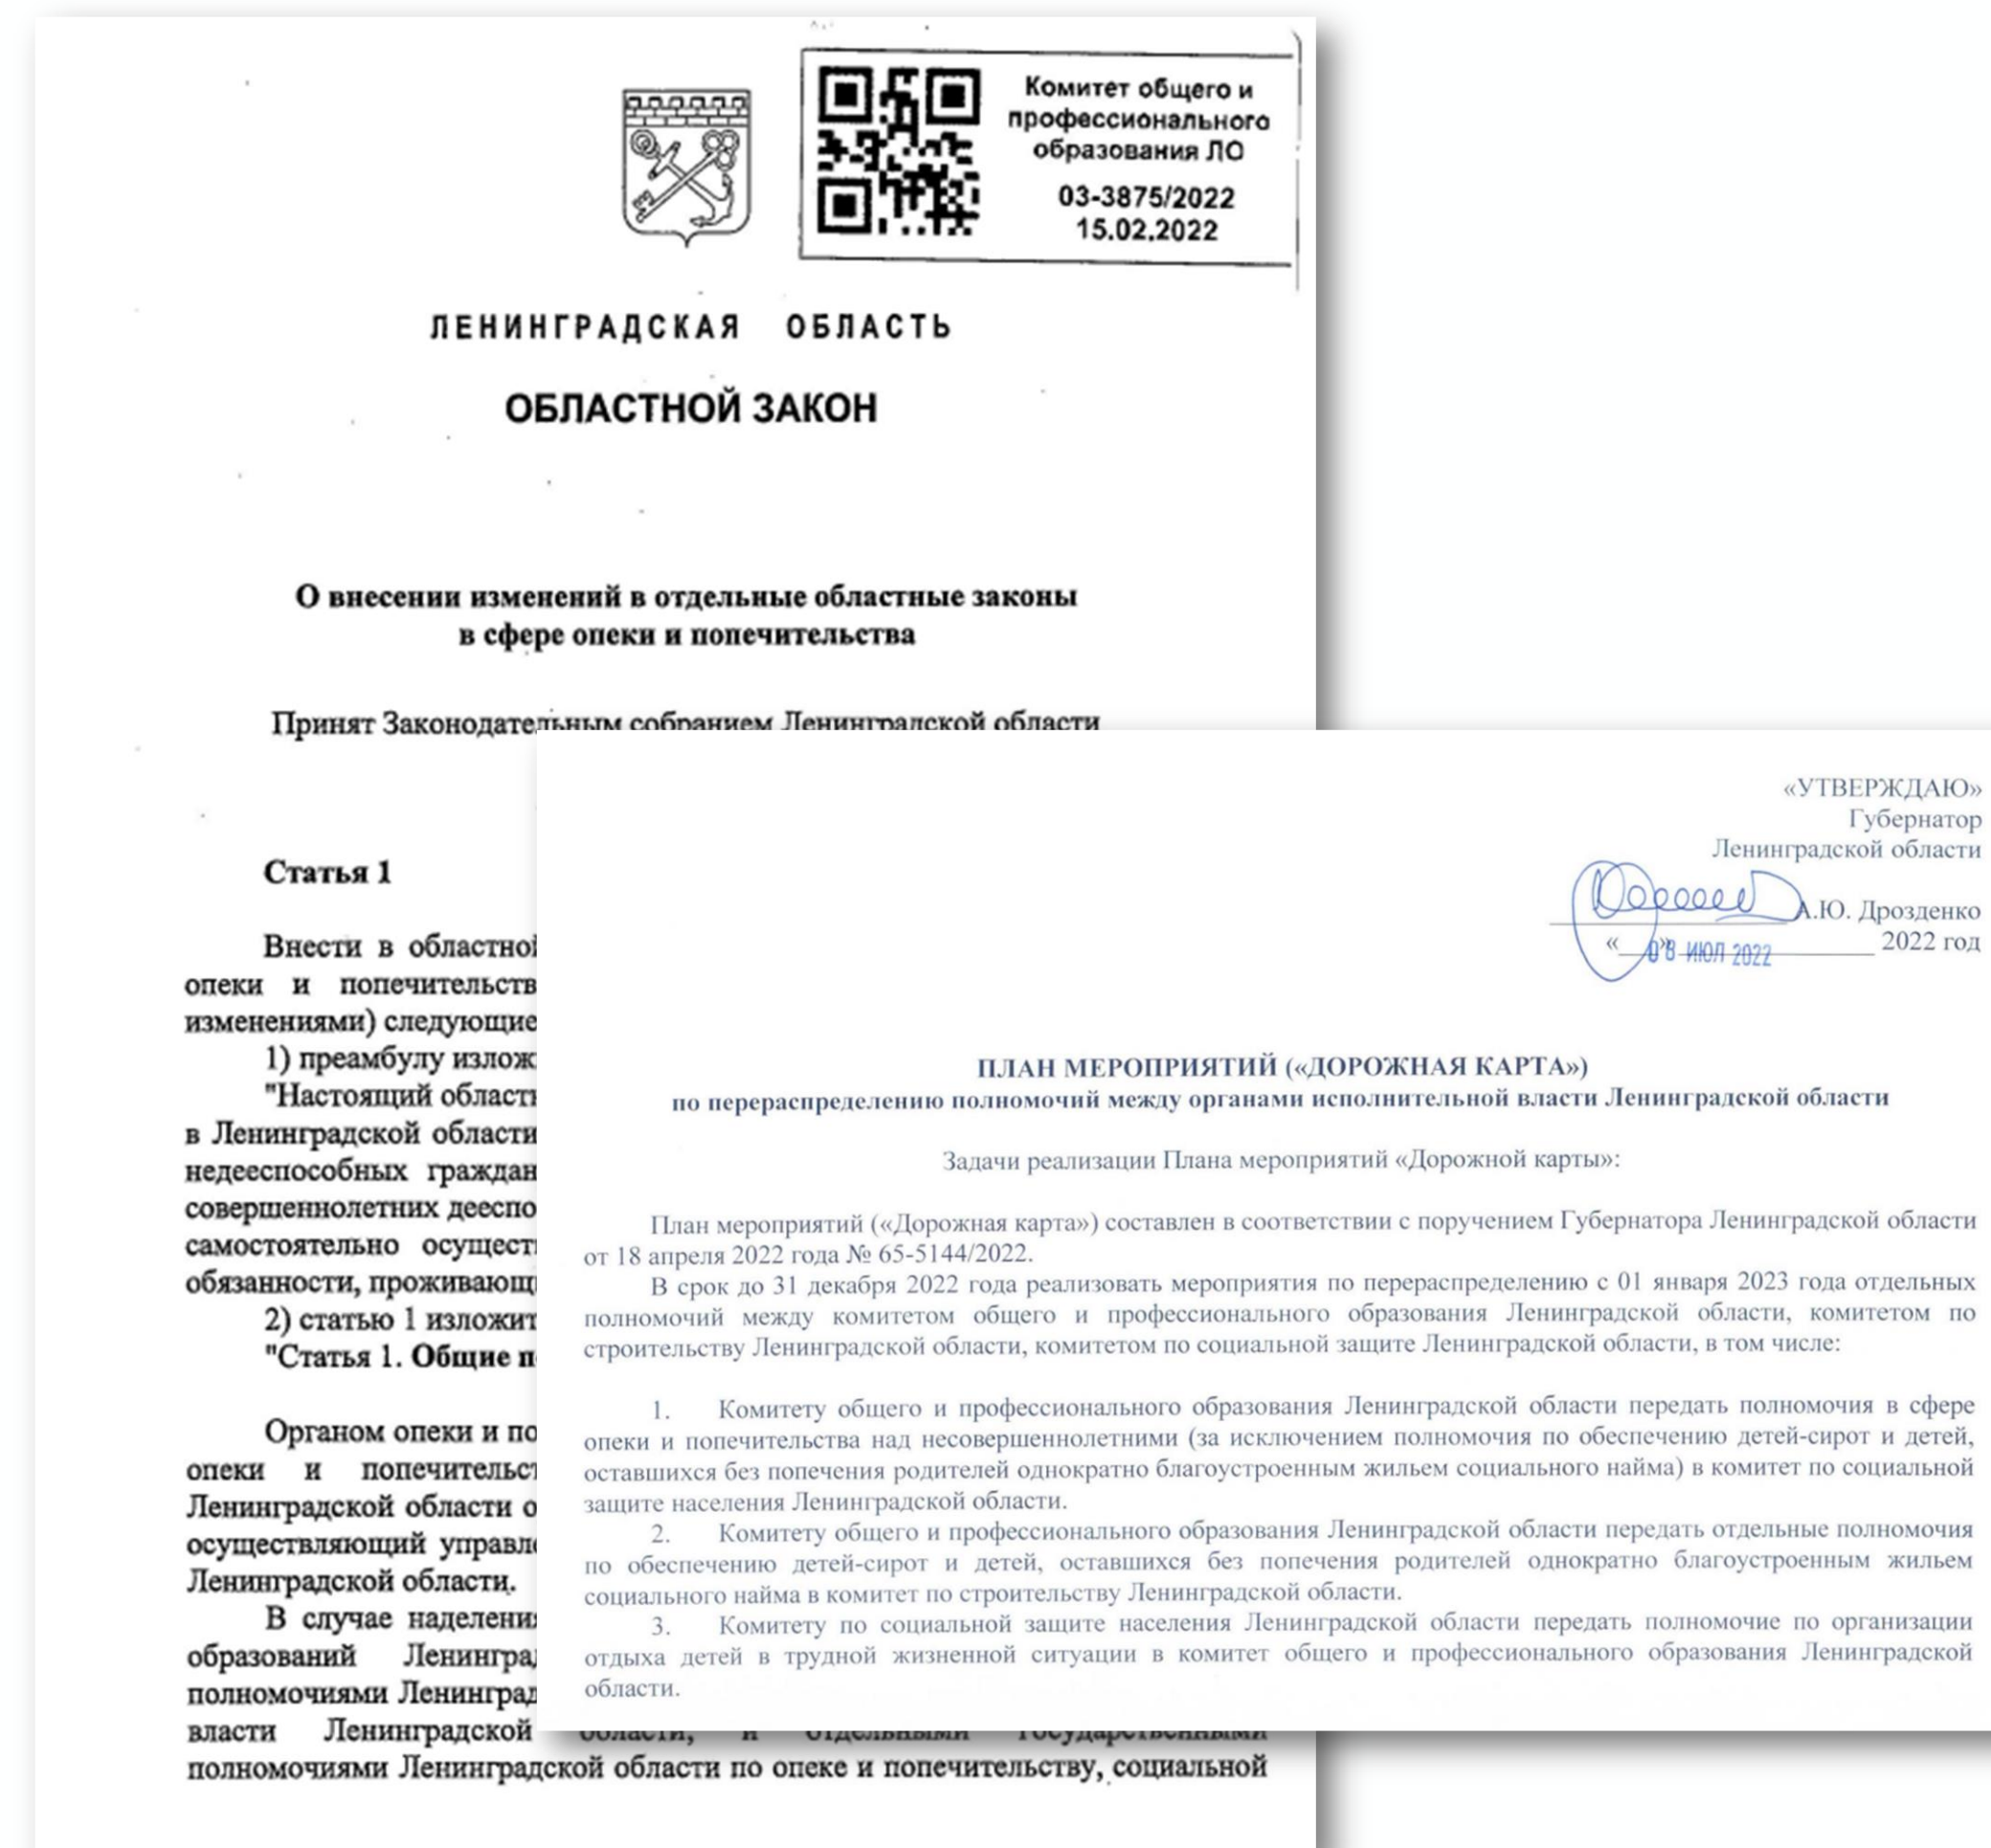 Комитет общего и
профессионального
образования ЛО
03-3875/2022
15.02.2022
ЛЕНИНГРАДСКАЯ ОБЛАСТЬ
ОБЛАСТНОЙ ЗАКОН
О внесении изменений в отдельные областные законы
в сфере опеки и попечительства
Принят Законодательным собранием Ленинградской области
Статья 1
Внести в областной
опеки и попечительств
изменениями) следующие
1) преамбулу излож
"Настоящий област
в Ленинградской области
недееспособных граждан
совершеннолетних дееспо
самостоятельно осущест
обязанности, проживающ
2) статью 1 изложит
"Статья 1. Общие п
Органом опеки и по
опеки и попечительст
Ленинградской области о
осуществляющий управл
Ленинградской области.
В случае наделения
образований Ленингра
полномочиями Ленинград
власти Ленинградской области, и отдельными государственными
полномочиями Ленинградской области по опеке и попечительству, социальной
«УТВЕРЖДАЮ»
Губернатор
Ленинградской области
А.Ю. Дрозденко
«__»__ 2022 год
08 ИЮЛ 2022
ПЛАН МЕРОПРИЯТИЙ («ДОРОЖНАЯ КАРТА»)
по перераспределению полномочий между органами исполнительной власти Ленинградской области
Задачи реализации Плана мероприятий «Дорожной карты»:
План мероприятий («Дорожная карта») составлен в соответствии с поручением Губернатора Ленинградской области
от 18 апреля 2022 года № 65-5144/2022.
В срок до 31 декабря 2022 года реализовать мероприятия по перераспределению с 01 января 2023 года отдельных
полномочий между комитетом общего и профессионального образования Ленинградской области, комитетом по
строительству Ленинградской области, комитетом по социальной защите Ленинградской области, в том числе:
1. Комитету общего и профессионального образования Ленинградской области передать полномочия в сфере
опеки и попечительства над несовершеннолетними (за исключением полномочия по обеспечению детей-сирот и детей,
оставшихся без попечения родителей однократно благоустроенным жильем социального найма) в комитет по социальной
защите населения Ленинградской области.
2. Комитету общего и профессионального образования Ленинградской области передать отдельные полномочия
по обеспечению детей-сирот и детей, оставшихся без попечения родителей однократно благоустроенным жильем
социального найма в комитет по строительству Ленинградской области.
3. Комитету по социальной защите населения Ленинградской области передать полномочие по организации
отдыха детей в трудной жизненной ситуации в комитет общего и профессионального образования Ленинградской
области.